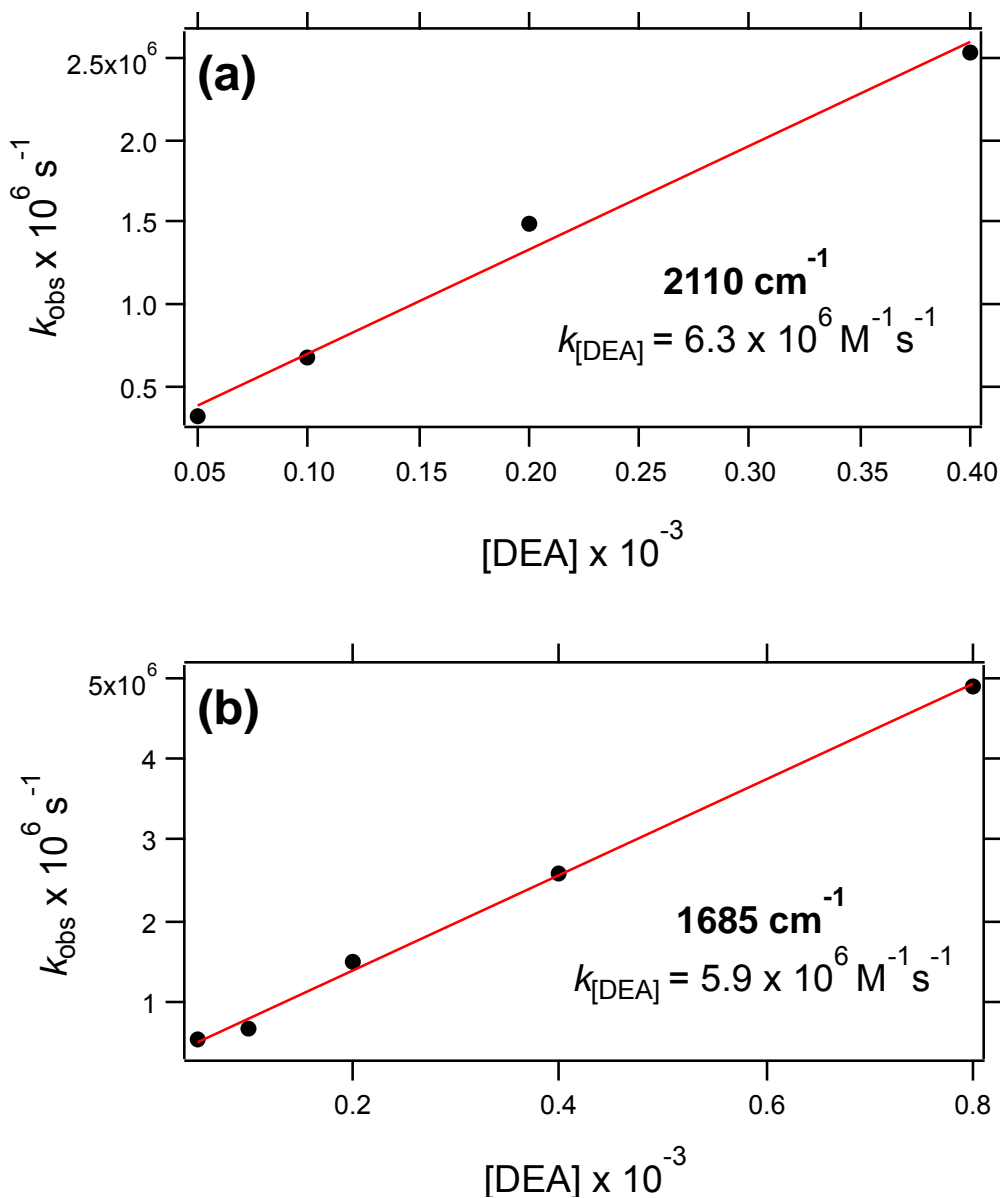 (a)
k_obs x 10^6 s^-1
2.5x10^6
2.0
1.5
1.0
0.5
2110 cm^-1
k_[DEA] = 6.3 x 10^6 M^-1 s^-1
0.05 0.10 0.15 0.20 0.25 0.30 0.35 0.40
[DEA] x 10^-3
(b)
k_obs x 10^6 s^-1
5x10^6
4
3
2
1
1685 cm^-1
k_[DEA] = 5.9 x 10^6 M^-1 s^-1
0.2 0.4 0.6 0.8
[DEA] x 10^-3